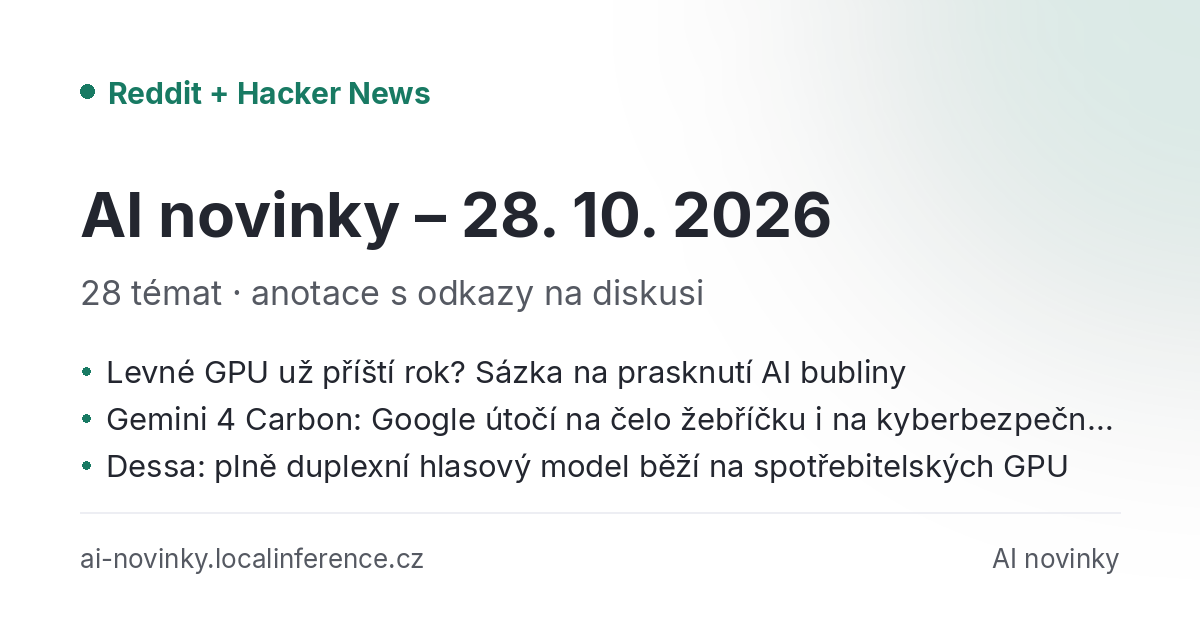 Reddit + Hacker News
AI novinky – 28. 10. 2026
28 témat · anotace s odkazy na diskusi
• Levné GPU už příští rok? Sázka na prasknutí AI bubliny
• Gemini 4 Carbon: Google útočí na čelo žebříčku i na kyberbezpečn...
• Dessa: plně duplexní hlasový model běží na spotřebitelských GPU
ai-novinky.localinference.cz
AI novinky